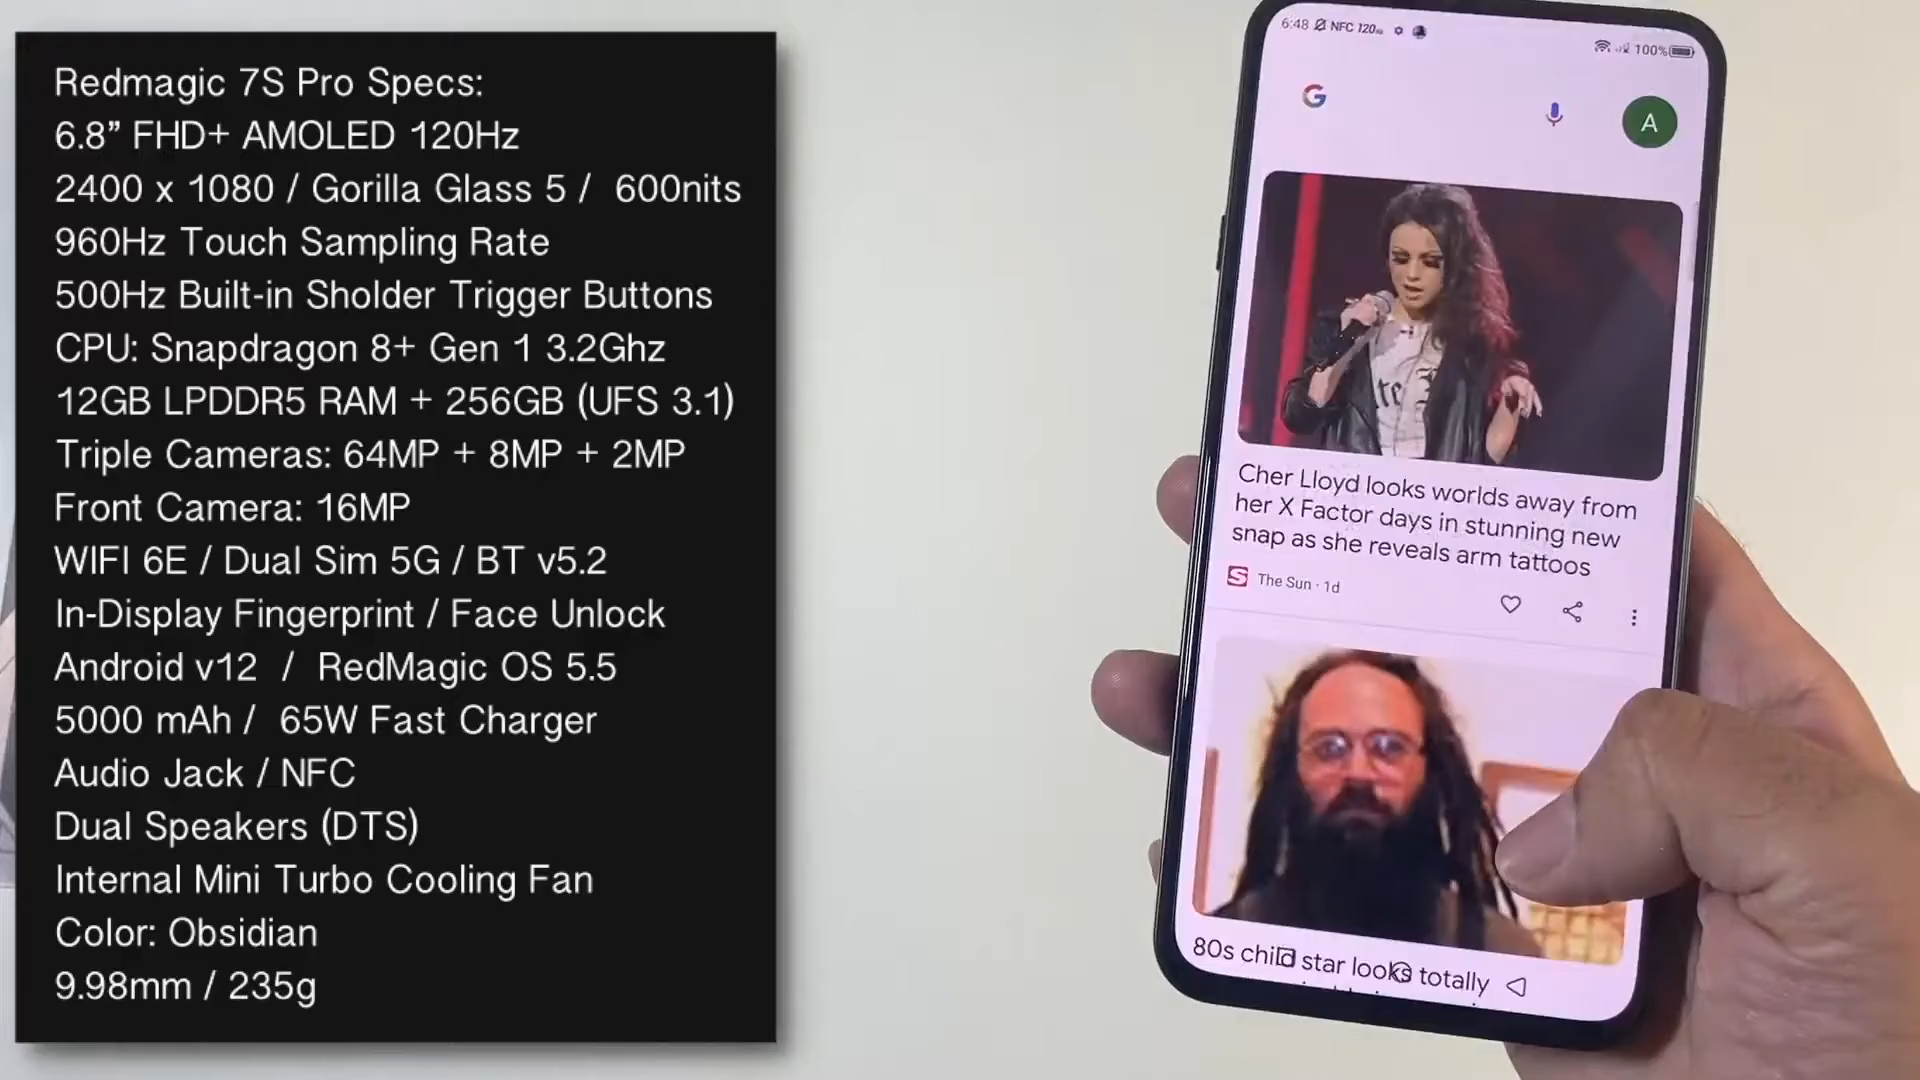 Redmagic 7S Pro Specs:
6.8” FHD+ AMOLED 120Hz
2400 x 1080 / Gorilla Glass 5 / 600nits
960Hz Touch Sampling Rate
500Hz Built-in Sholder Trigger Buttons
CPU: Snapdragon 8+ Gen 1 3.2Ghz
12GB LPDDR5 RAM + 256GB (UFS 3.1)
Triple Cameras: 64MP + 8MP + 2MP
Front Camera: 16MP
WIFI 6E / Dual Sim 5G / BT v5.2
In-Display Fingerprint / Face Unlock
Android v12 / RedMagic OS 5.5
5000 mAh / 65W Fast Charger
Audio Jack / NFC
Dual Speakers (DTS)
Internal Mini Turbo Cooling Fan
Color: Obsidian
9.98mm / 235g
6:48 NFC 120Hz 100%
G
A
Cher Lloyd looks worlds away from
her X Factor days in stunning new
snap as she reveals arm tattoos
S The Sun · 1d
80s child star looks totally